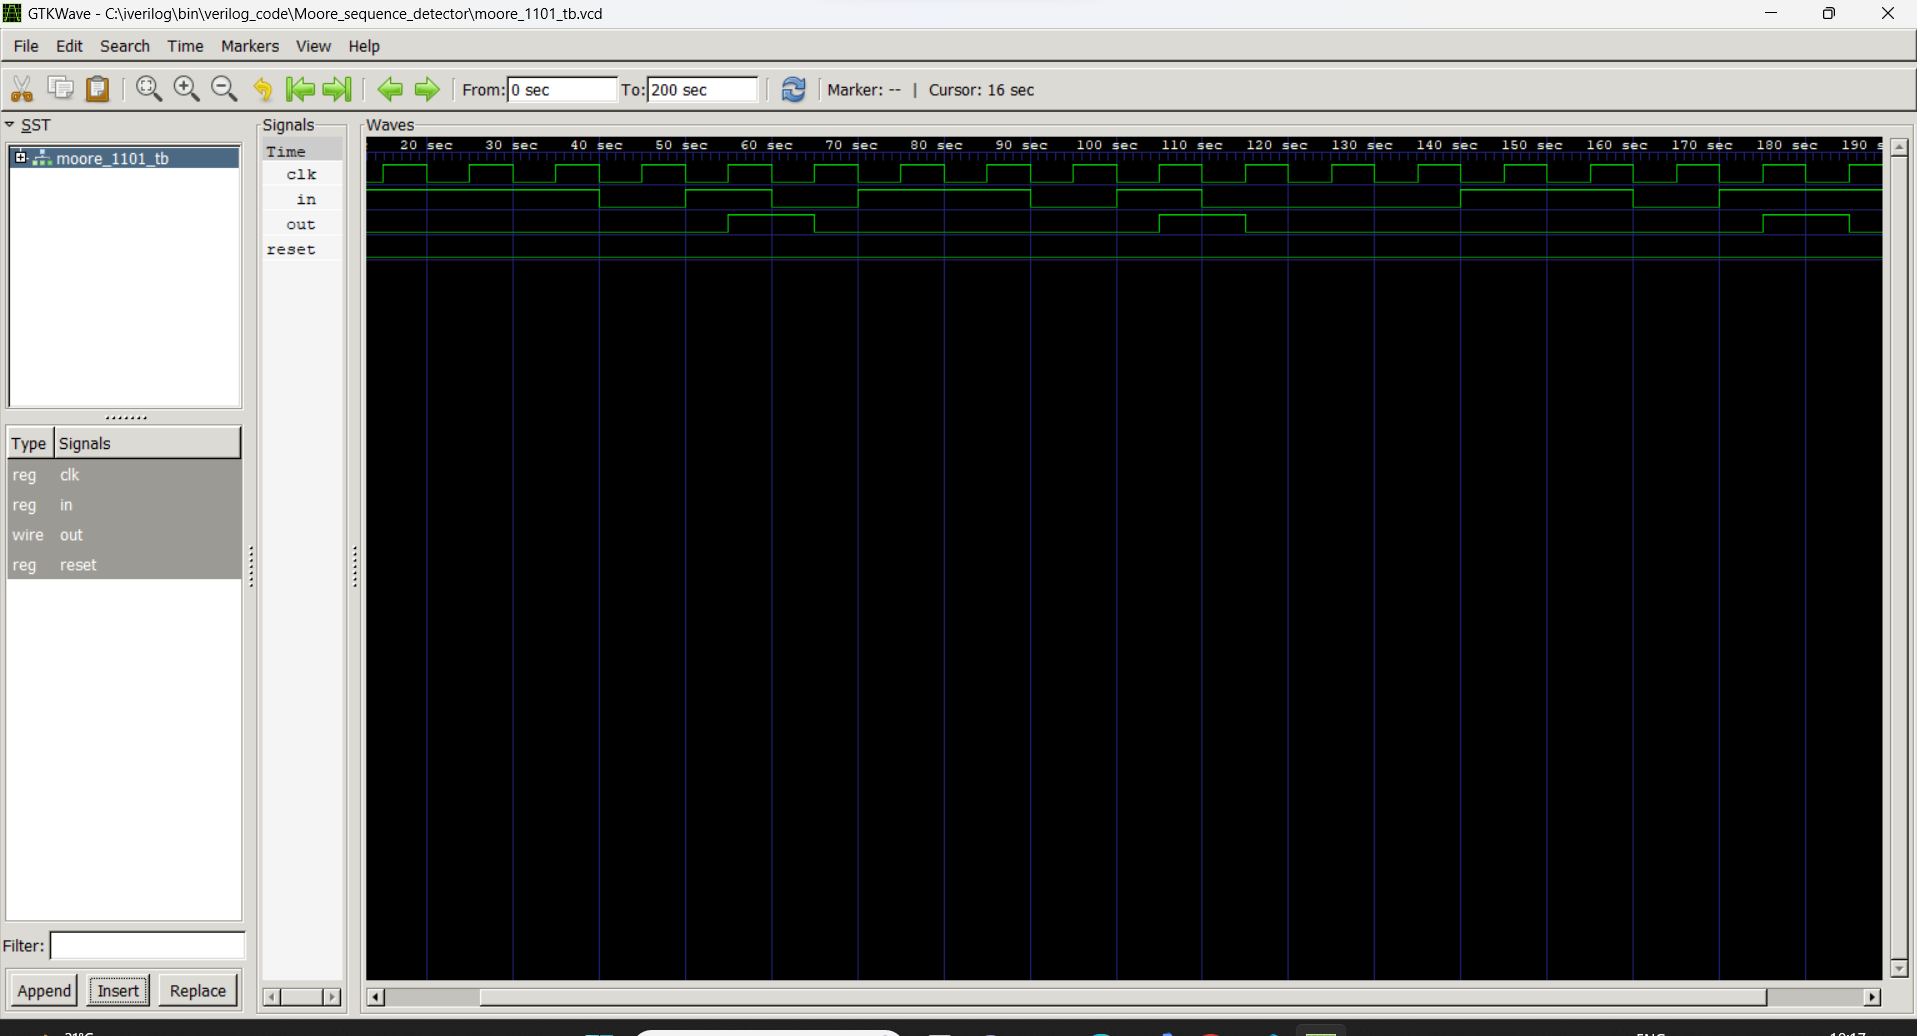 GTKWave - C:\iverilog\bin\verilog_code\Moore_sequence_detector\moore_1101_tb.vcd
File Edit Search Time Markers View Help
From: 0 sec To: 200 sec Marker: -- | Cursor: 16 sec
SST
moore_1101_tb
Type Signals
reg clk
reg in
wire out
reg reset
Filter:
Append Insert Replace
Signals
Time
clk
in
out
reset
Waves
20 sec 30 sec 40 sec 50 sec 60 sec 70 sec 80 sec 90 sec 100 sec 110 sec 120 sec 130 sec 140 sec 150 sec 160 sec 170 sec 180 sec 190 s